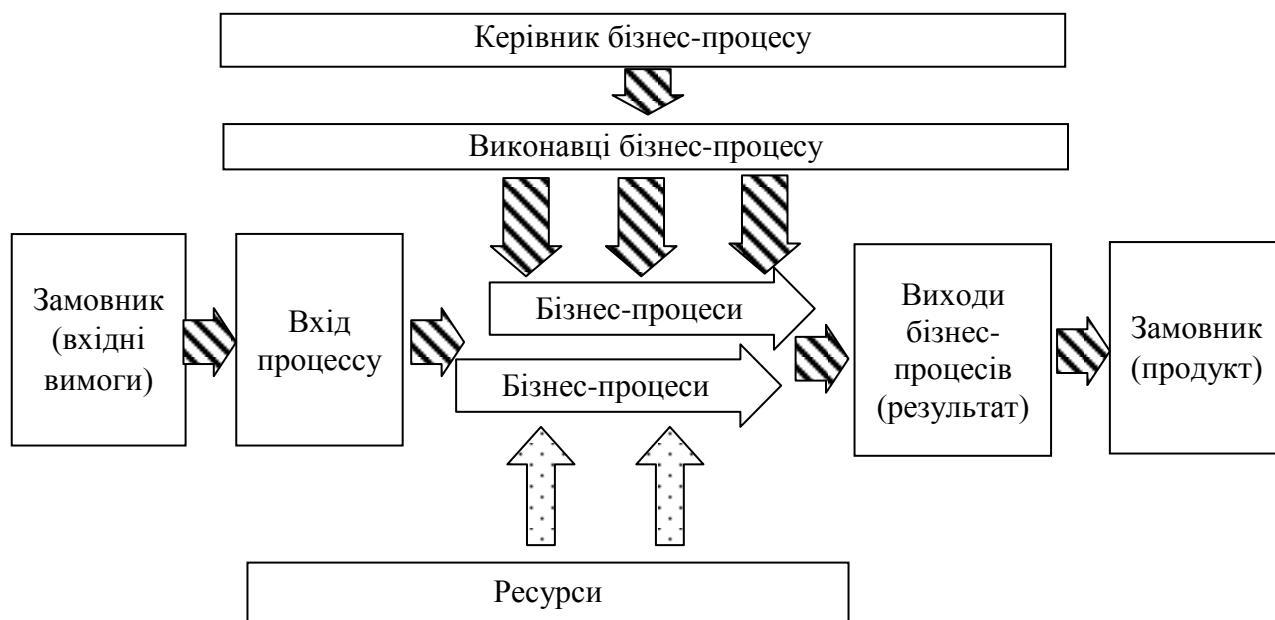 Керівник бізнес-процесу
Виконавці бізнес-процесу
Замовник
(вхідні
вимоги)
Вхід
процессу
Бізнес-процеси
Бізнес-процеси
Виходи
бізнес-
процесів
(результат)
Замовник
(продукт)
Ресурси